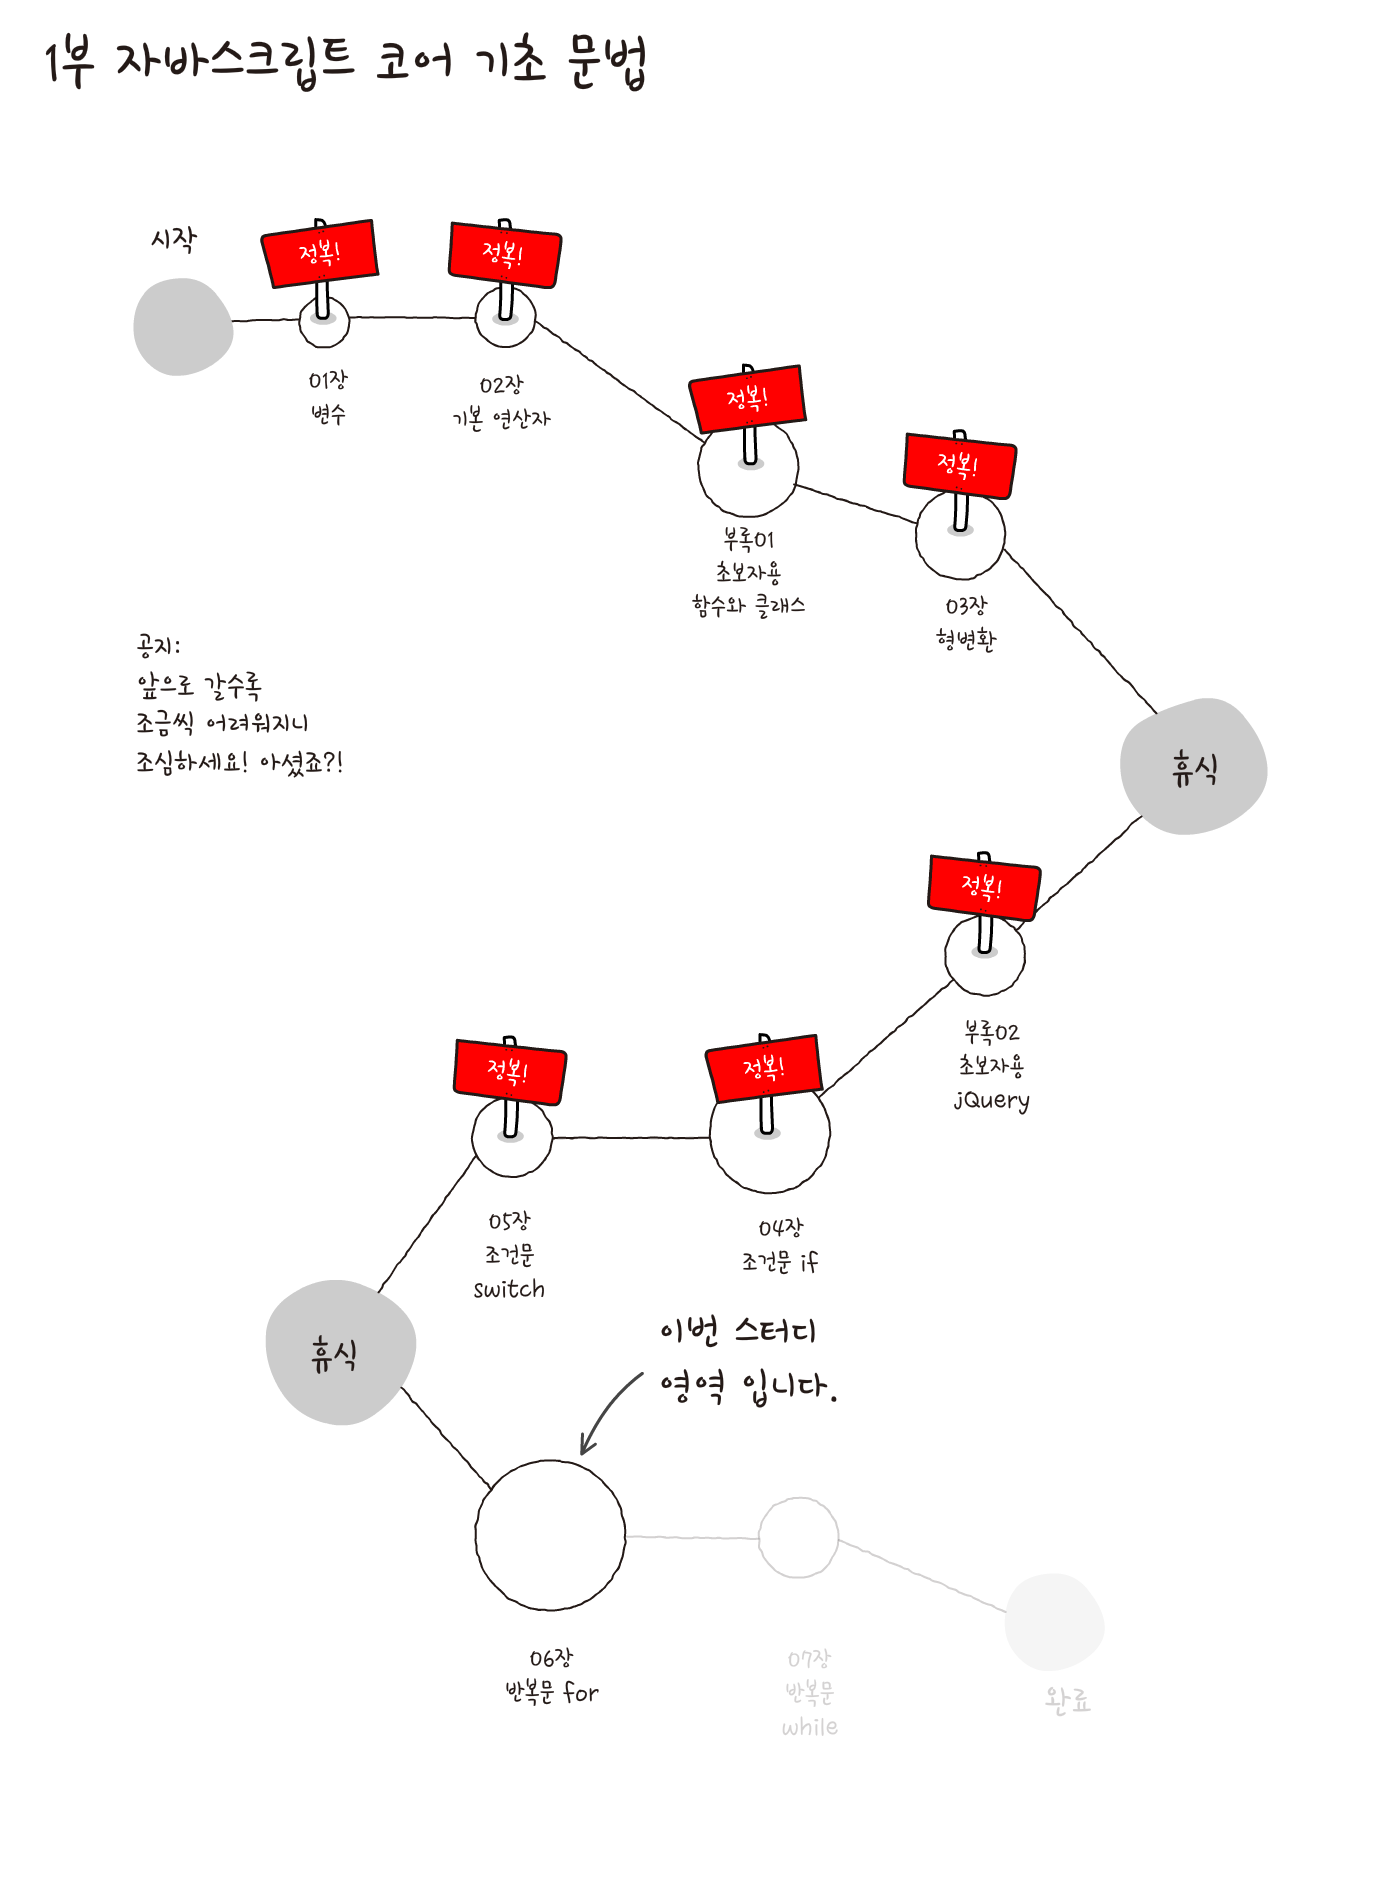 1부 자바스크립트 코어 기초 문법
시작
정복!
정복!
01장
변수
02장
기본 연산자
정복!
정복!
부록01
초보자용
함수와 클래스
03장
형변환
공지:
앞으로 갈수록
조금씩 어려워지니
조심하세요! 아셨죠?!
휴식
정복!
부록02
초보자용
jQuery
정복!
정복!
04장
조건문 if
05장
조건문
switch
휴식
이번 스터디
영역 입니다.
06장
반복문 for
07장
반복문
while
완료